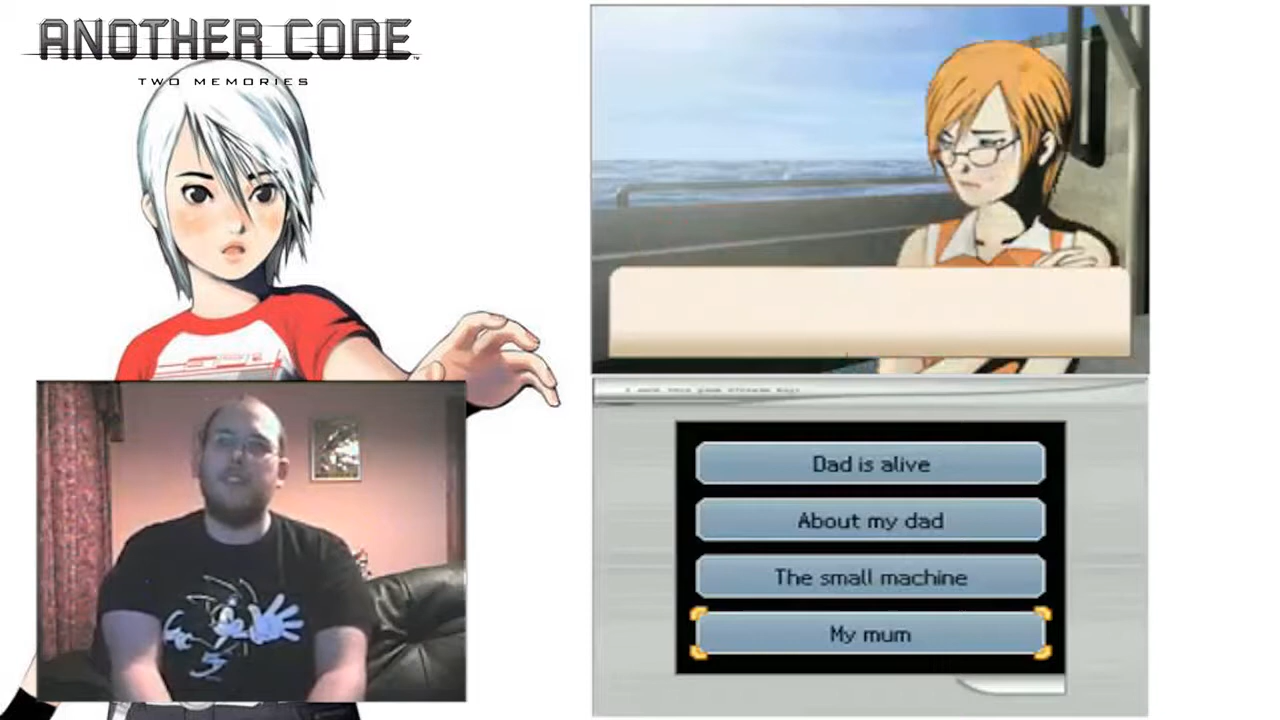 ANOTHER CODE
TWO MEMORIES
Dad is alive
About my dad
The small machine
My mum